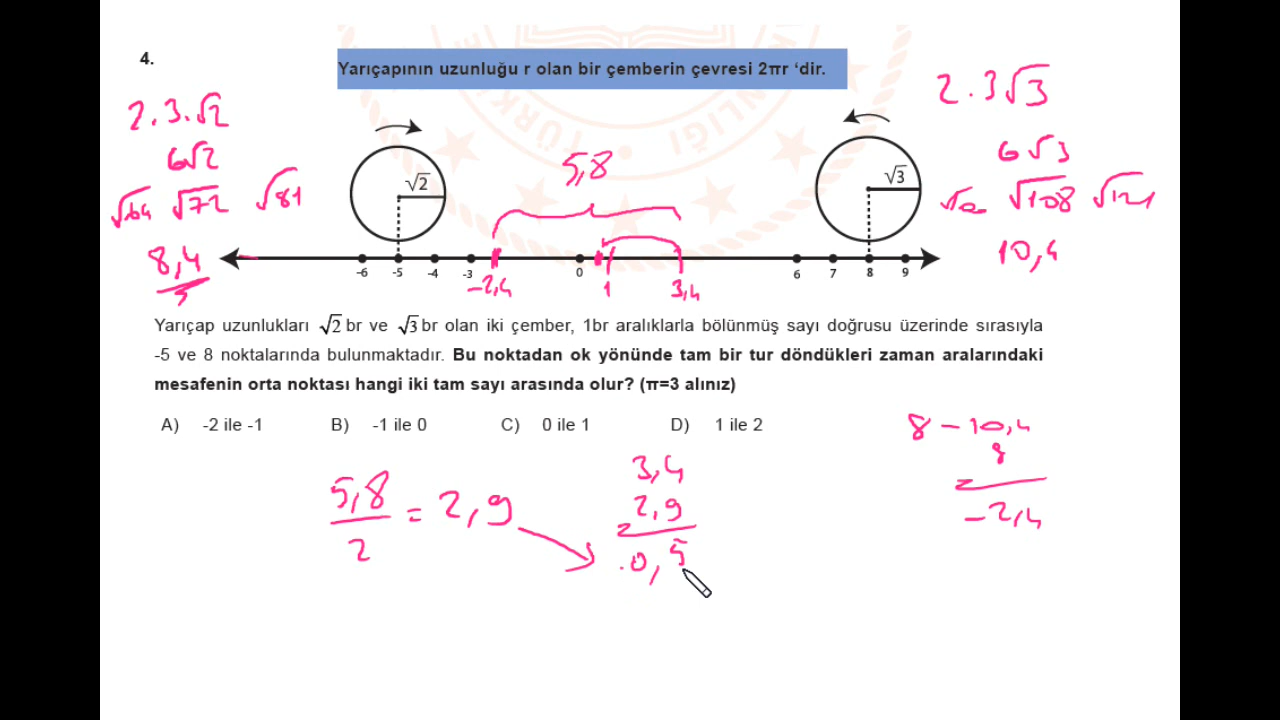 4.
Yarıçapının uzunluğu r olan bir çemberin çevresi 2πr 'dir.
2.3.√2
6√2
√64 √72 √81
8,4
5
2.3√3
6√3
√108 √121
10,4
√2
√3
5,8
-6 -5 -4 -3 0 6 7 8 9
-2,4 1 3,4
Yarıçap uzunlukları √2 br ve √3 br olan iki çember, 1br aralıklarla bölünmüş sayı doğrusu üzerinde sırasıyla
-5 ve 8 noktalarında bulunmaktadır. Bu noktadan ok yönünde tam bir tur döndükleri zaman aralarındaki
mesafenin orta noktası hangi iki tam sayı arasında olur? (π=3 alınız)
A) -2 ile -1 B) -1 ile 0 C) 0 ile 1 D) 1 ile 2
5,8
2
= 2,9
3,4
2,9
0,5
8 - 10,4
8
-2,4